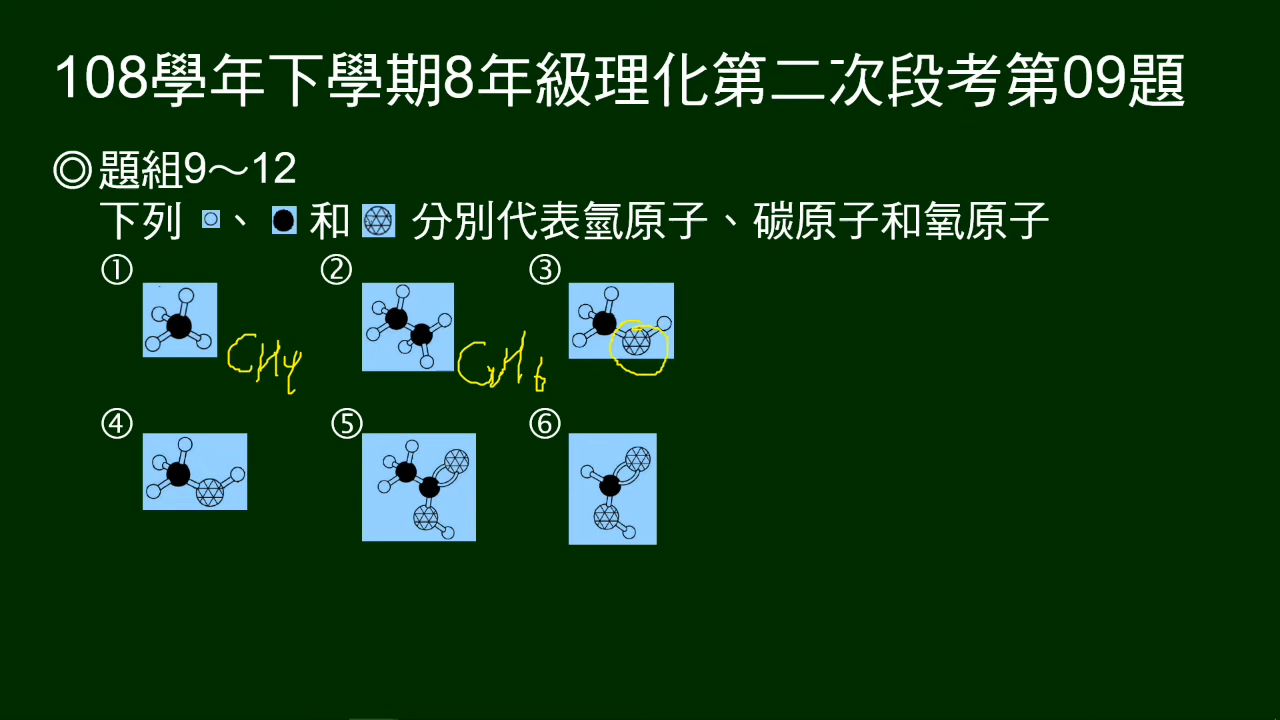 108學年下學期8年級理化第二次段考第09題
◎題組9～12
下列 、 和 分別代表氫原子、碳原子和氧原子
① ② ③
CH4 C2H6
④ ⑤ ⑥